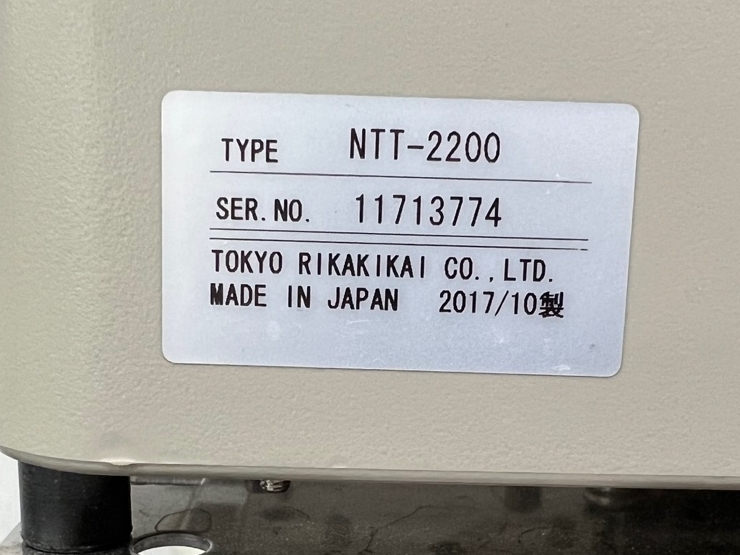 TYPE NTT-2200
SER. NO. 11713774
TOKYO RIKAKIKAI CO., LTD.
MADE IN JAPAN 2017/10製